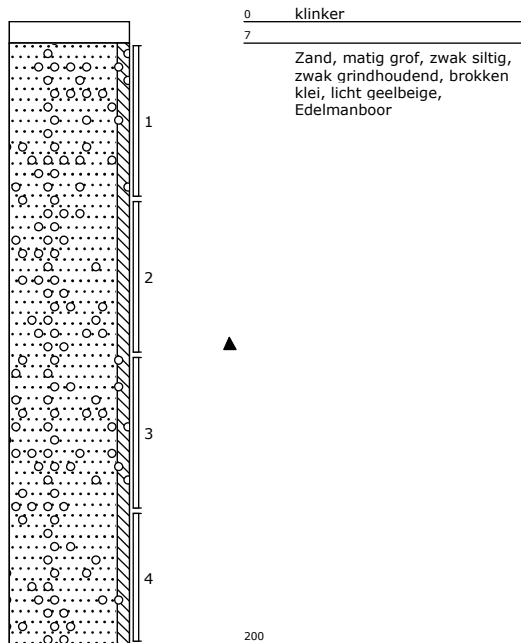 0 klinker
7
Zand, matig grof, zwak siltig,
zwak grindhoudend, brokken
klei, licht geelbeige,
Edelmanboor
1
2
3
4
200